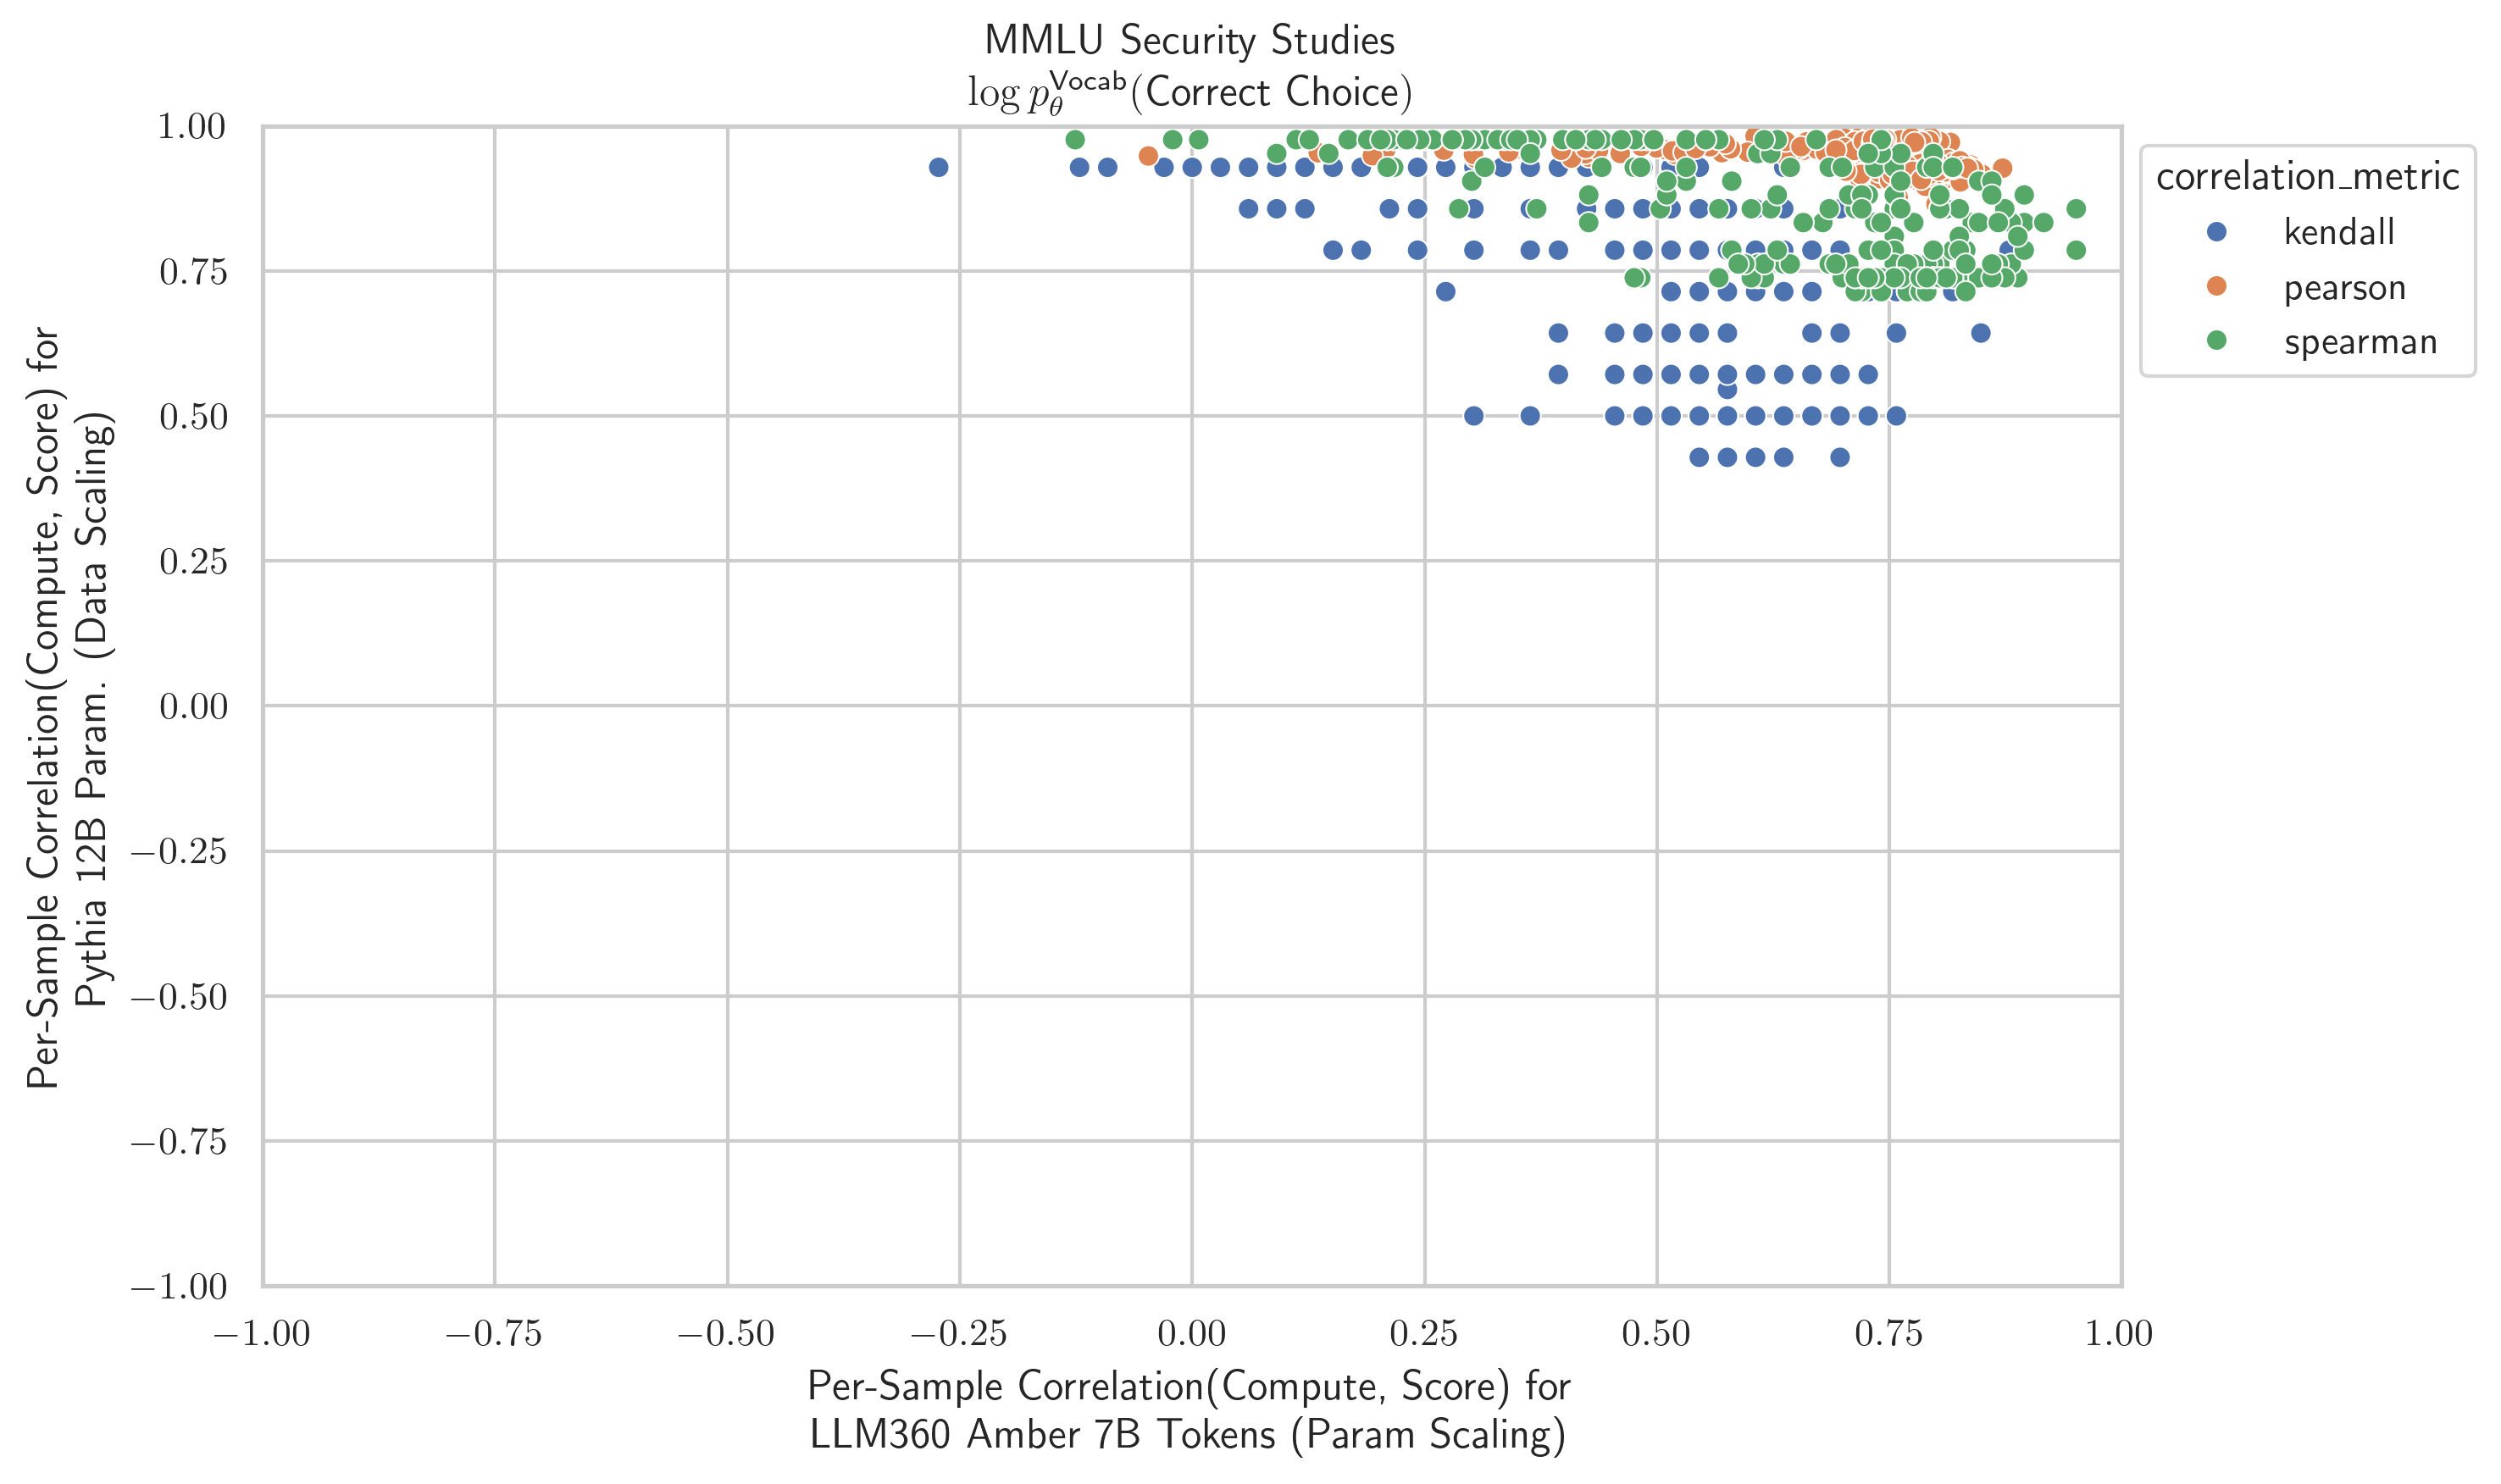 MMLU Security Studies
log p_θ^Vocab(Correct Choice)
1.00
0.75
0.50
0.25
0.00
−0.25
−0.50
−0.75
−1.00
Per-Sample Correlation(Compute, Score) for
Pythia 12B Param. (Data Scaling)
−1.00 −0.75 −0.50 −0.25 0.00 0.25 0.50 0.75 1.00
Per-Sample Correlation(Compute, Score) for
LLM360 Amber 7B Tokens (Param Scaling)
correlation_metric
kendall
pearson
spearman